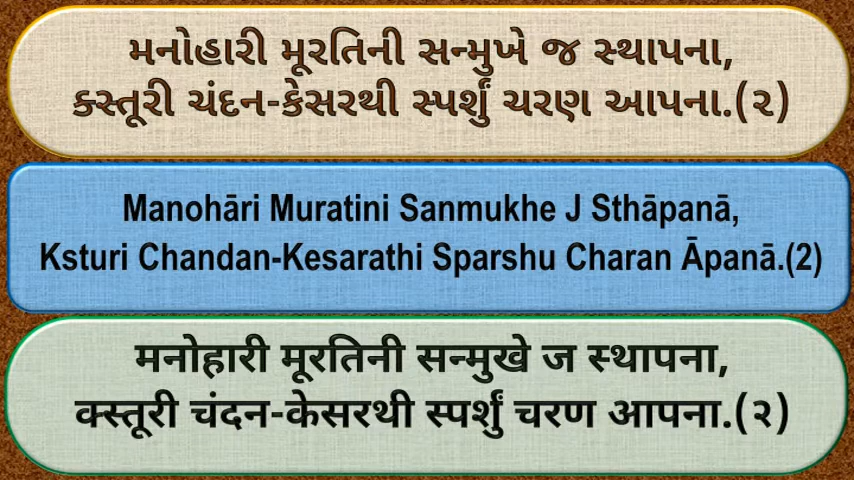 મનોહારી મૂરતિની સન્મુખે જ સ્થાપના,
ક્સ્તૂરી ચંદન-કેસરથી સ્પર્શું ચરણ આપના.(૨)
Manohāri Muratini Sanmukhe J Sthāpanā,
Ksturi Chandan-Kesarathi Sparshu Charan Āpanā.(2)
मनोहारी मूरतिनी सन्मुखे ज स्थापना,
क्स्तूरी चंदन-केसरथी स्पर्शुं चरण आपना.(२)